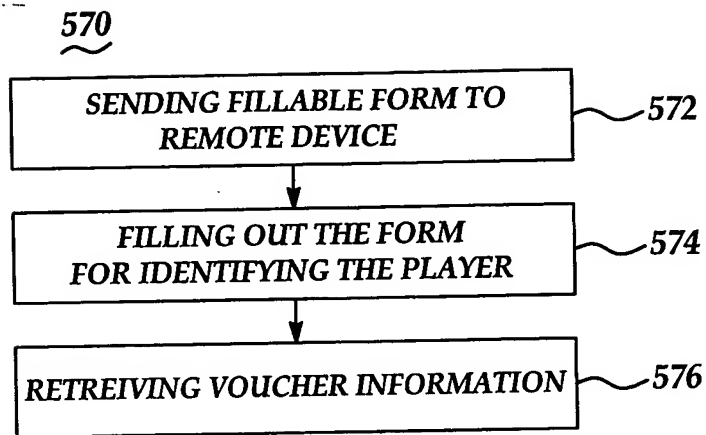 570
SENDING FILLABLE FORM TO
REMOTE DEVICE
572
FILLING OUT THE FORM
FOR IDENTIFYING THE PLAYER
574
RETREIVING VOUCHER INFORMATION
576